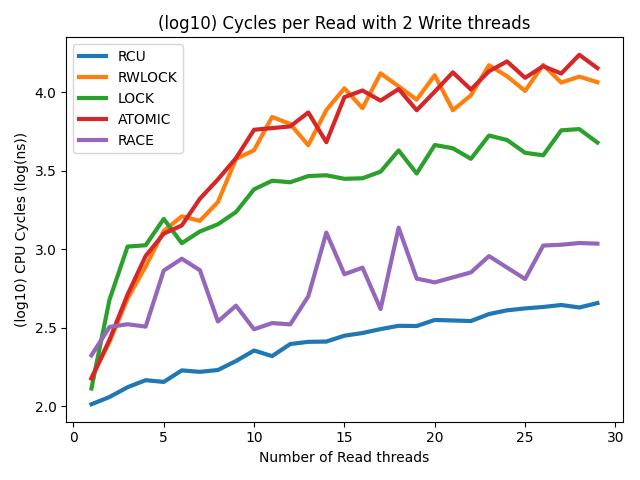 (log10) Cycles per Read with 2 Write threads
RCU
RWLOCK
LOCK
ATOMIC
RACE
4.0
3.5
3.0
2.5
2.0
(log10) CPU Cycles (log(ns))
0 5 10 15 20 25 30
Number of Read threads